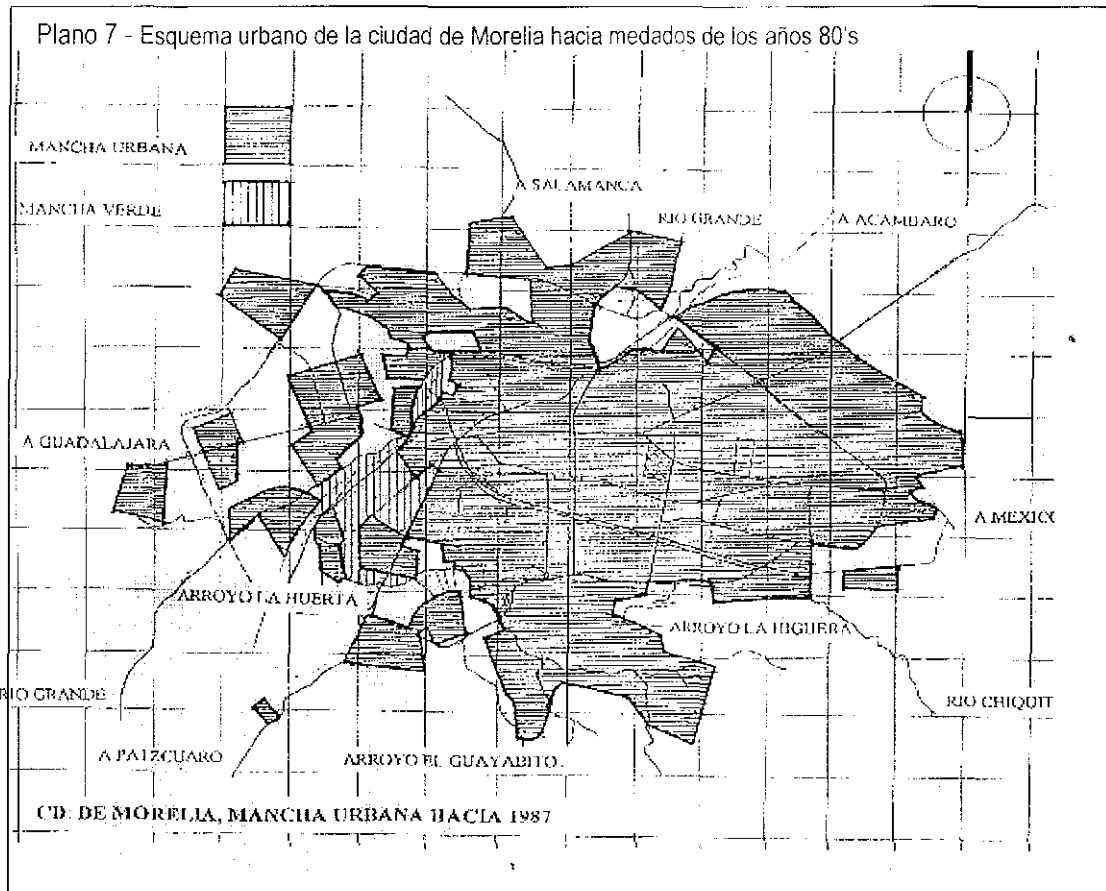 Plano 7 - Esquema urbano de la ciudad de Morelia hacia medados de los años 80's
MANCHA URBANA
MANCHA VERDE
A SALAMANCA
RIO GRANDE
A ACAMBARO
A GUADALAJARA
A MEXICO
ARROYO LA HUERTA
ARROYO LA HIGUERA
RIO GRANDE
RIO CHIQUIT
A PATZCUARO
ARROYO EL GUAYABITO
CD. DE MORELIA, MANCHA URBANA HACIA 1987